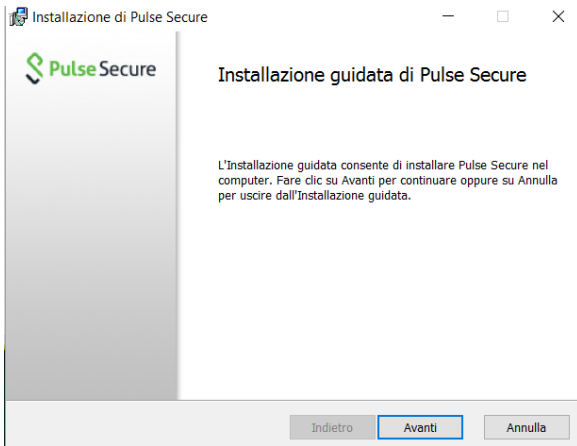 Installazione di Pulse Secure
Pulse Secure
Installazione guidata di Pulse Secure
L'Installazione guidata consente di installare Pulse Secure nel
computer. Fare clic su Avanti per continuare oppure su Annulla
per uscire dall'Installazione guidata.
Indietro
Avanti
Annulla